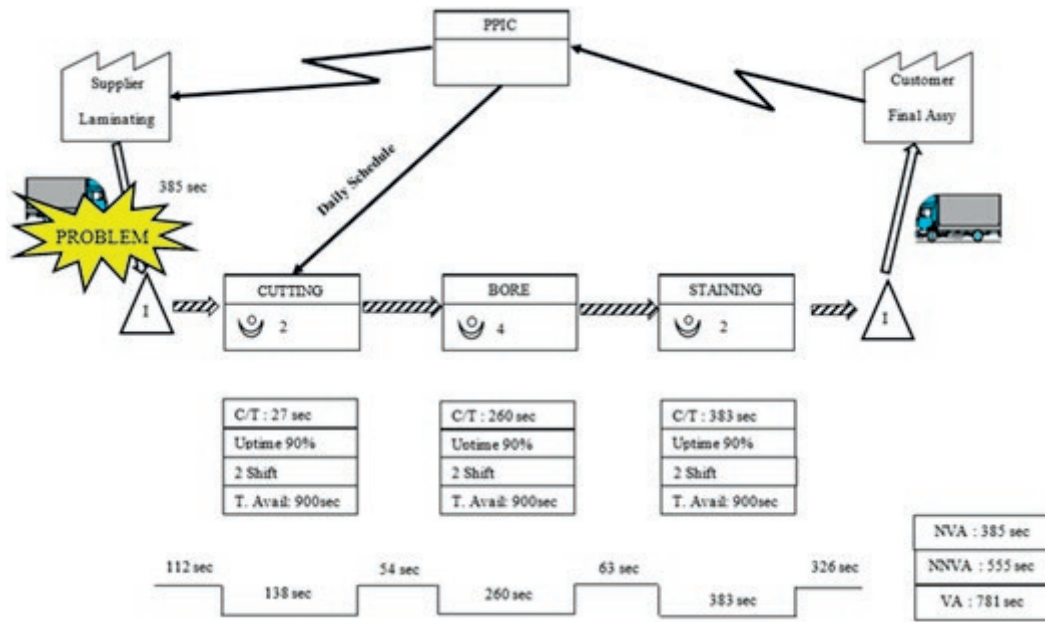 PPIC
Supplier
Laminating
Customer
Final Assy
385 sec
Daily Schedule
PROBLEM
I
CUTTING
2
BORE
4
STAINING
2
I
C/T : 27 sec
Uptime 90%
2 Shift
T. Avail: 900sec
C/T : 260 sec
Uptime 90%
2 Shift
T. Avail: 900sec
C/T : 383 sec
Uptime 90%
2 Shift
T. Avail: 900sec
112 sec
138 sec
54 sec
260 sec
63 sec
383 sec
326 sec
NVA : 385 sec
NNVA : 555 sec
VA : 781 sec